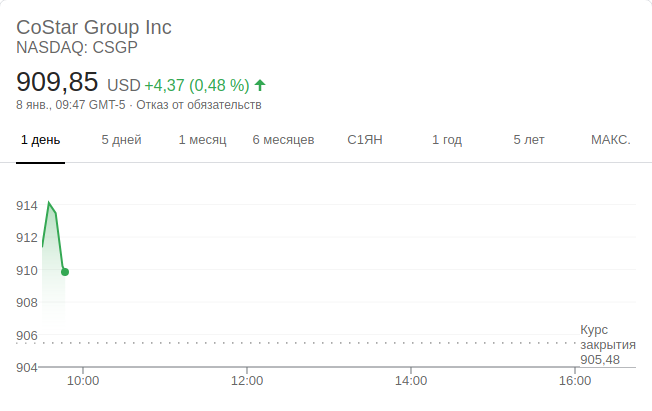 CoStar Group Inc
NASDAQ: CSGP
909,85 USD +4,37 (0,48 %)
8 янв., 09:47 GMT-5 · Отказ от обязательств
1 день 5 дней 1 месяц 6 месяцев С1ЯН 1 год 5 лет МАКС.
914
912
910
908
906
904
Курс
закрытия
905,48
10:00 12:00 14:00 16:00